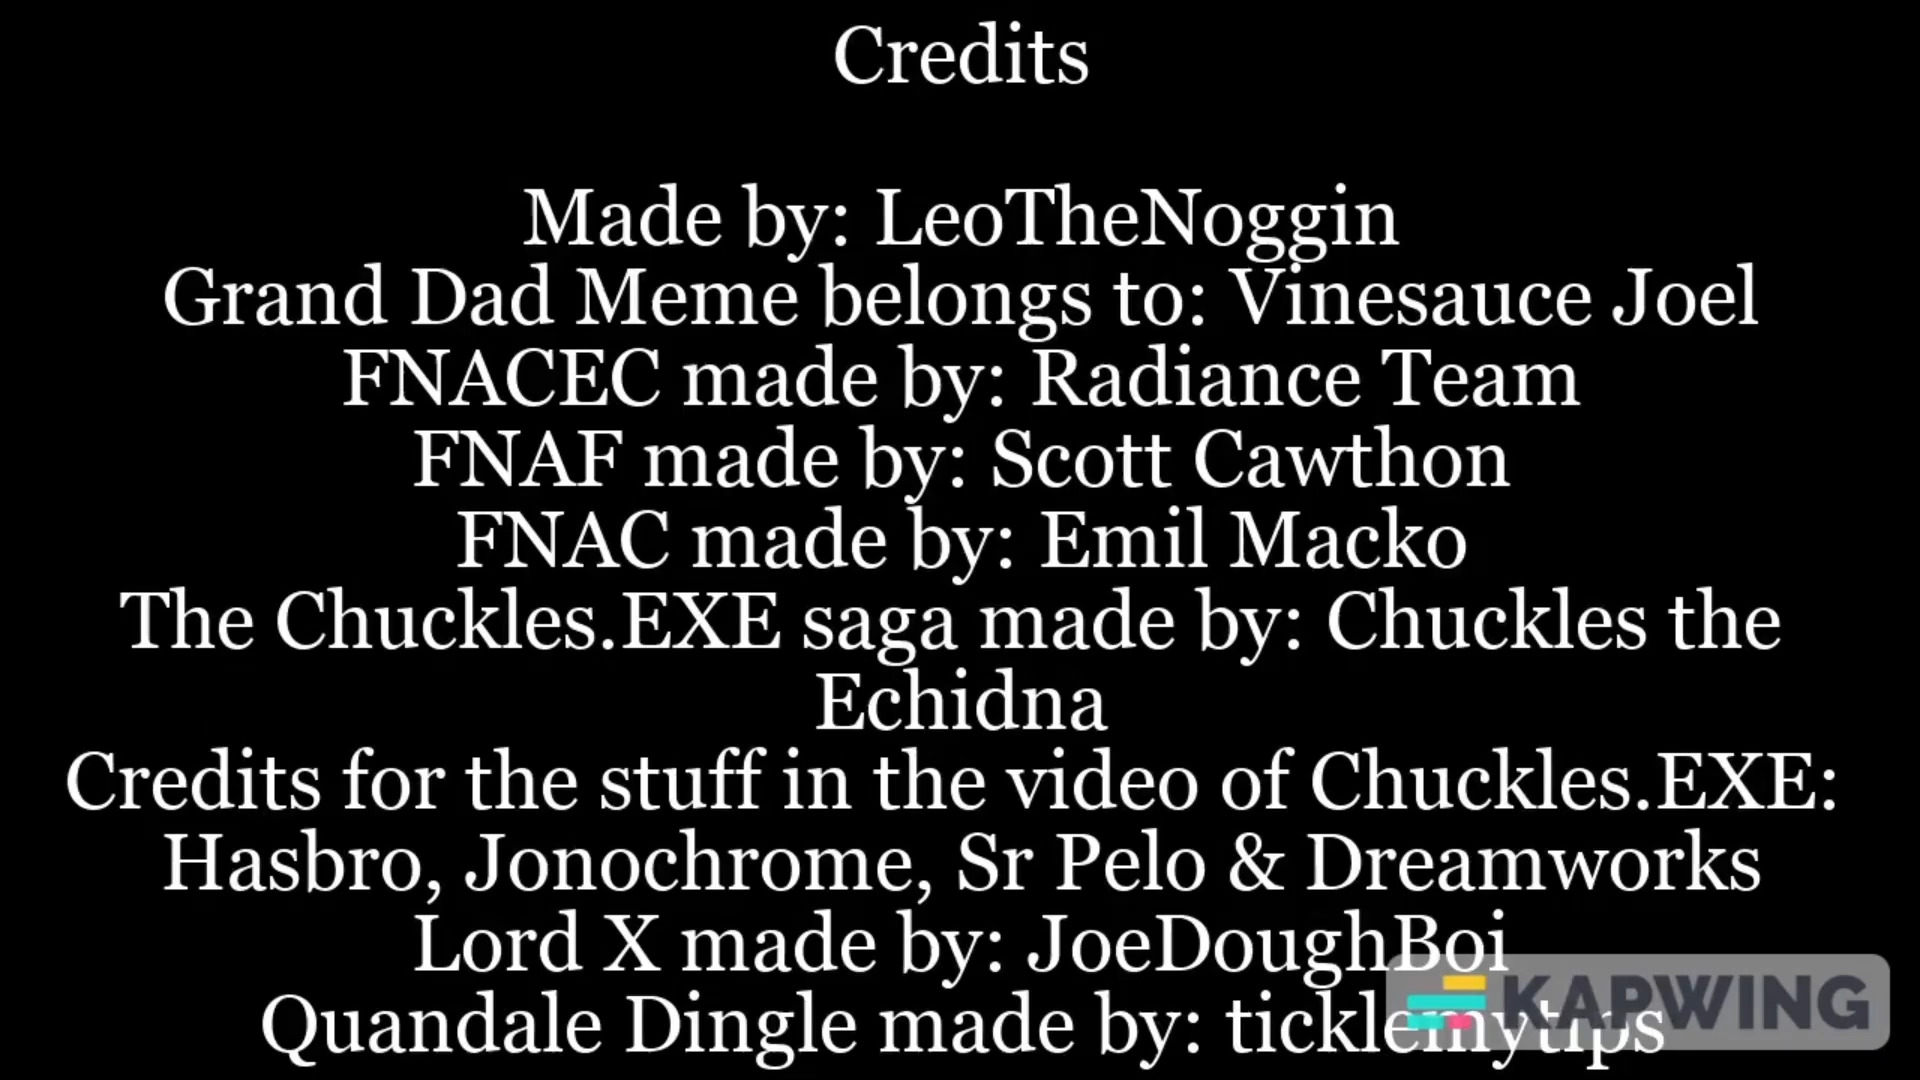 Credits
Made by: LeoTheNoggin
Grand Dad Meme belongs to: Vinesauce Joel
FNACEC made by: Radiance Team
FNAF made by: Scott Cawthon
FNAC made by: Emil Macko
The Chuckles.EXE saga made by: Chuckles the
Echidna
Credits for the stuff in the video of Chuckles.EXE:
Hasbro, Jonochrome, Sr Pelo & Dreamworks
Lord X made by: JoeDoughBoi
Quandale Dingle made by: ticklemytips
KAPWING